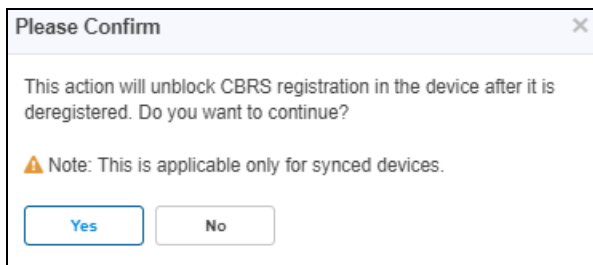 Please Confirm
This action will unblock CBRS registration in the device after it is
deregistered. Do you want to continue?
Note: This is applicable only for synced devices.
Yes No